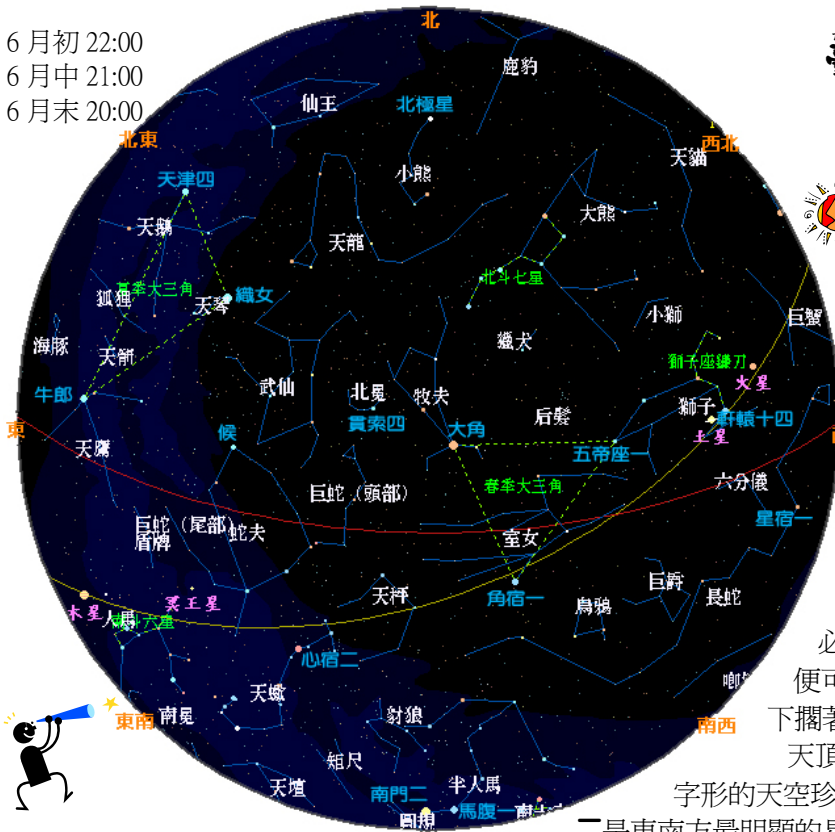 6 月初 22:00
6 月中 21:00
6 月末 20:00
北
鹿豹
仙王
北極星
北東
西北
天貓
小熊
天津四
大熊
天鵝
天龍
北斗七星
狐狸
夏季大三角
織女
天琴
小獅
巨蟹
海豚
獵犬
天箭
獅子座鐮刀
火星
武仙
北冕
牧夫
牛郎
后髮
獅子
貫索四
大角
軒轅十四
東
候
土星
天鷹
五帝座一
六分儀
春季大三角
巨蛇（頭部）
星宿一
巨蛇（尾部）
蛇夫
盾牌
室女
巨爵
天秤
角宿一
長蛇
冥王星
烏鴉
木星
人馬
南斗六星
必
心宿二
便可
天蠍
豺狼
東南
南冕
南西
下擱著
矩尺
天頂
天壇
半人馬
字形的天空珍
南門二
馬腹一
圓規
是東南方最明顯的星